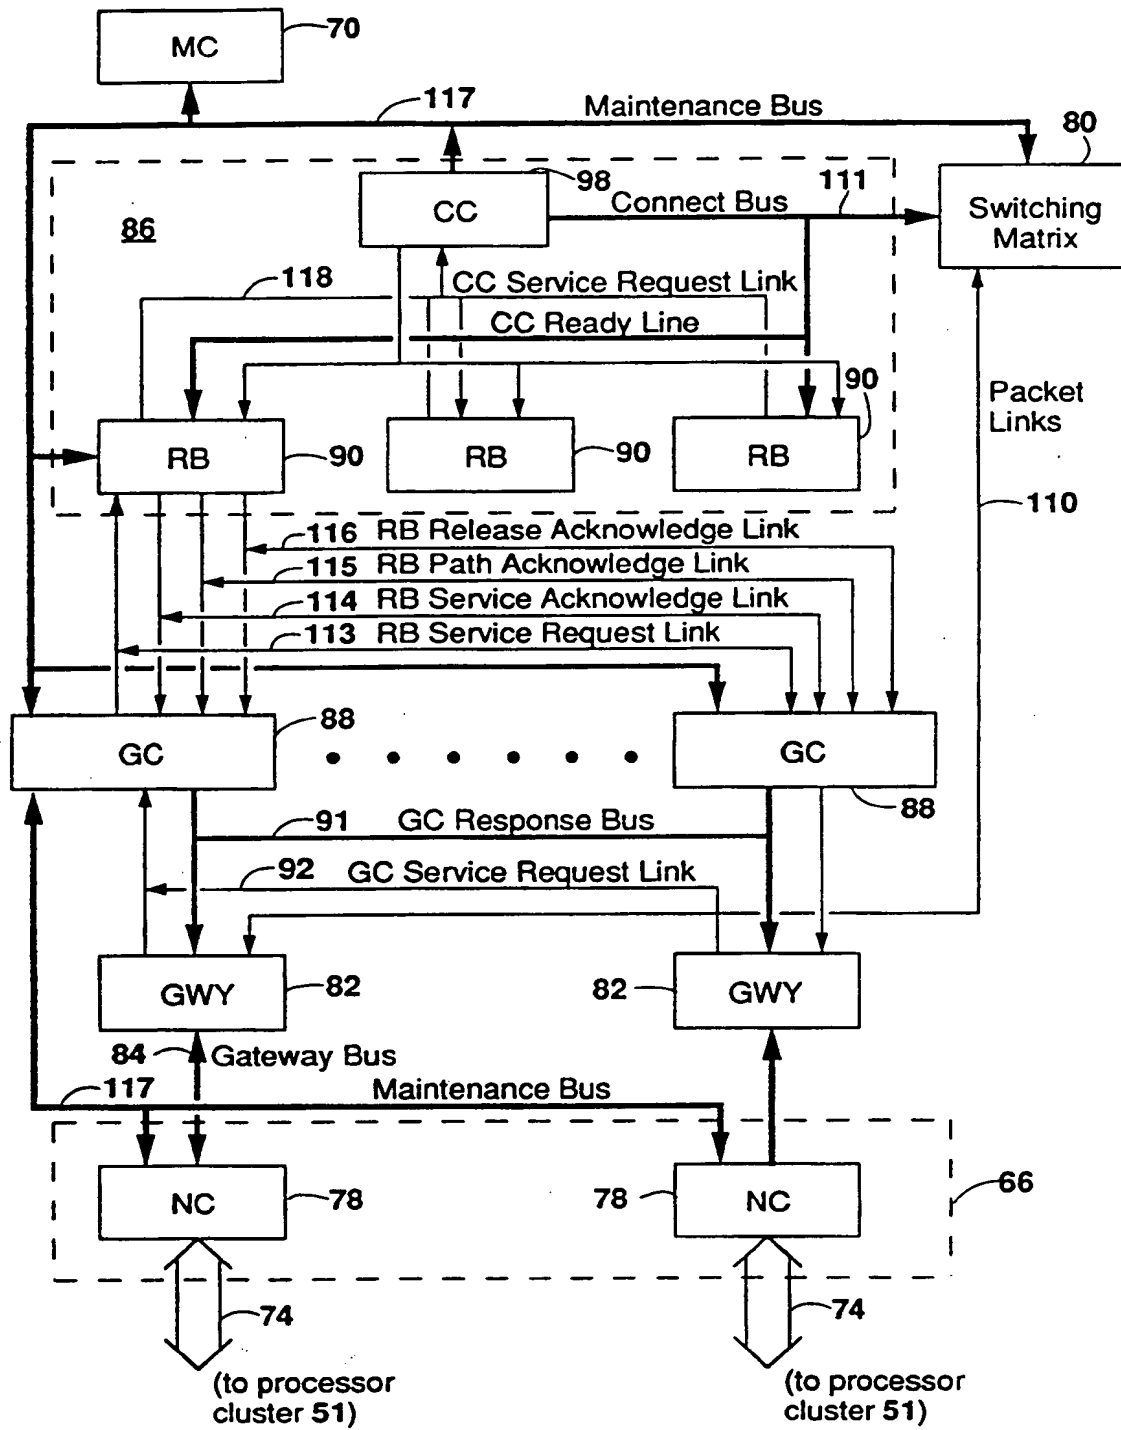 MC
70
117
Maintenance Bus
80
98
111
CC
Connect Bus
Switching
Matrix
86
118
CC Service Request Link
CC Ready Line
90
Packet
Links
RB
90
RB
90
RB
110
116 RB Release Acknowledge Link
115 RB Path Acknowledge Link
114 RB Service Acknowledge Link
113 RB Service Request Link
88
GC
GC
88
91
GC Response Bus
92
GC Service Request Link
GWY
82
82
GWY
84
Gateway Bus
117
Maintenance Bus
66
NC
78
78
NC
74
74
(to processor
cluster 51)
(to processor
cluster 51)